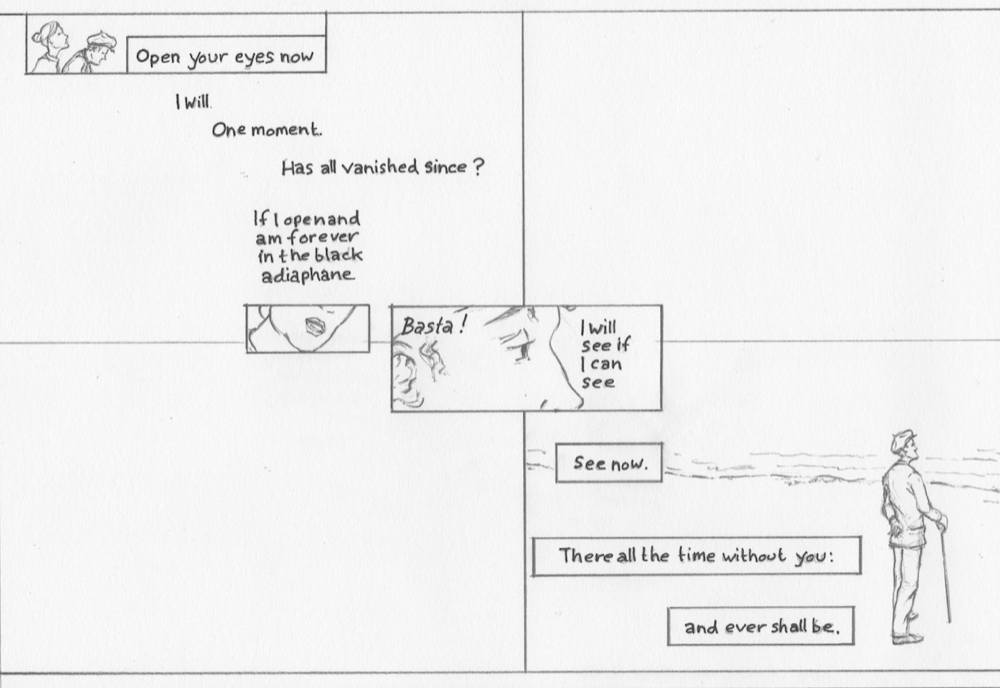 Open your eyes now
I will.
One moment.
Has all vanished since?
If I open and
am forever
in the black
adiaphane
Basta!
I will
see if
I can
see
See now.
There all the time without you:
and ever shall be.